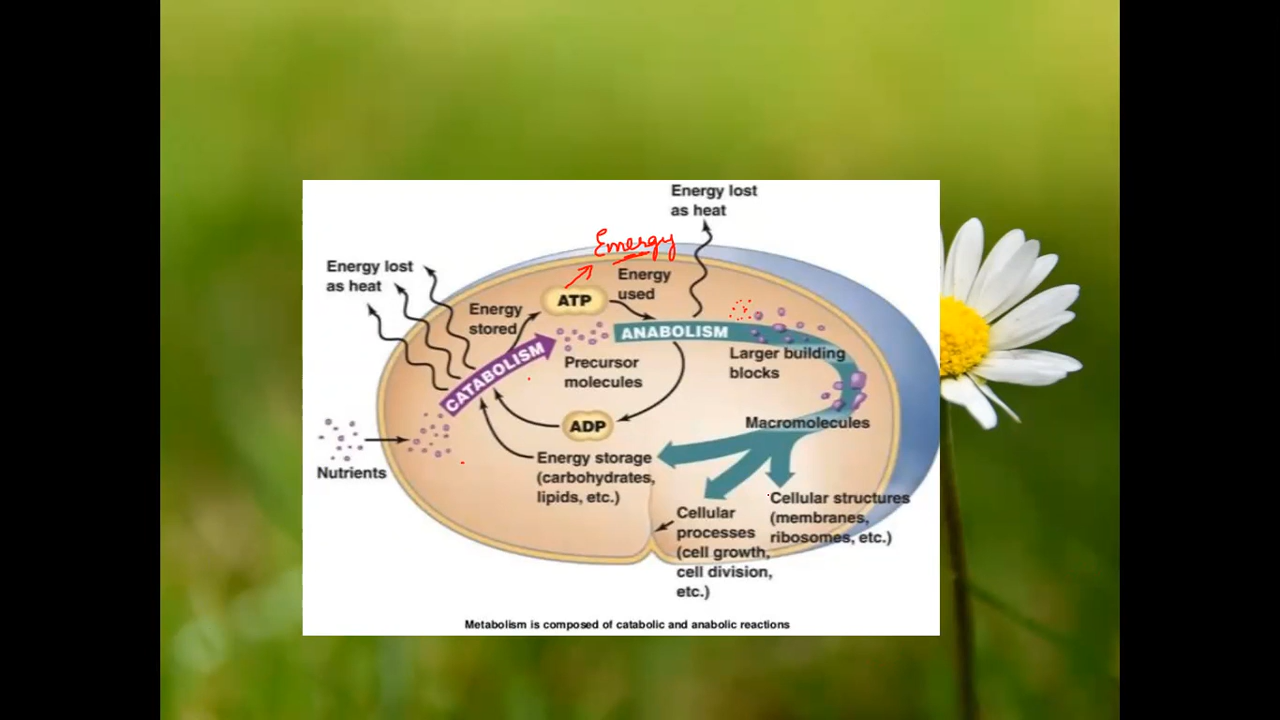 Energy lost
as heat
Energy
Energy lost
as heat
Energy
used
ATP
Energy
stored
ANABOLISM
CATABOLISM
Precursor
molecules
Larger building
blocks
Macromolecules
ADP
Nutrients
Energy storage
(carbohydrates,
lipids, etc.)
Cellular
processes
(cell growth,
cell division,
etc.)
Cellular structures
(membranes,
ribosomes, etc.)
Metabolism is composed of catabolic and anabolic reactions